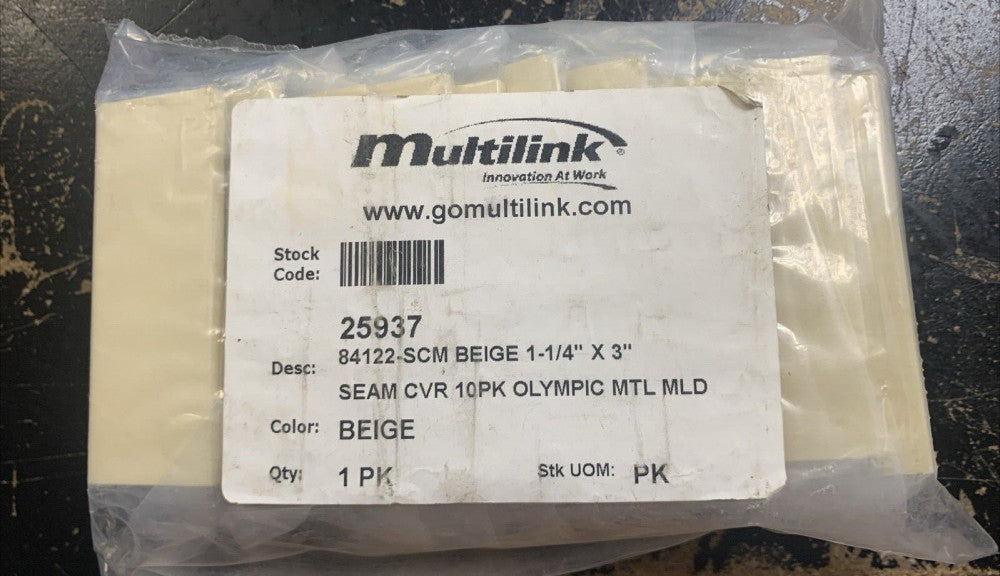 multilink®
Innovation At Work
www.gomultilink.com
Stock
Code:
25937
Desc: 84122-SCM BEIGE 1-1/4" X 3"
SEAM CVR 10PK OLYMPIC MTL MLD
Color: BEIGE
Qty: 1 PK Stk UOM: PK